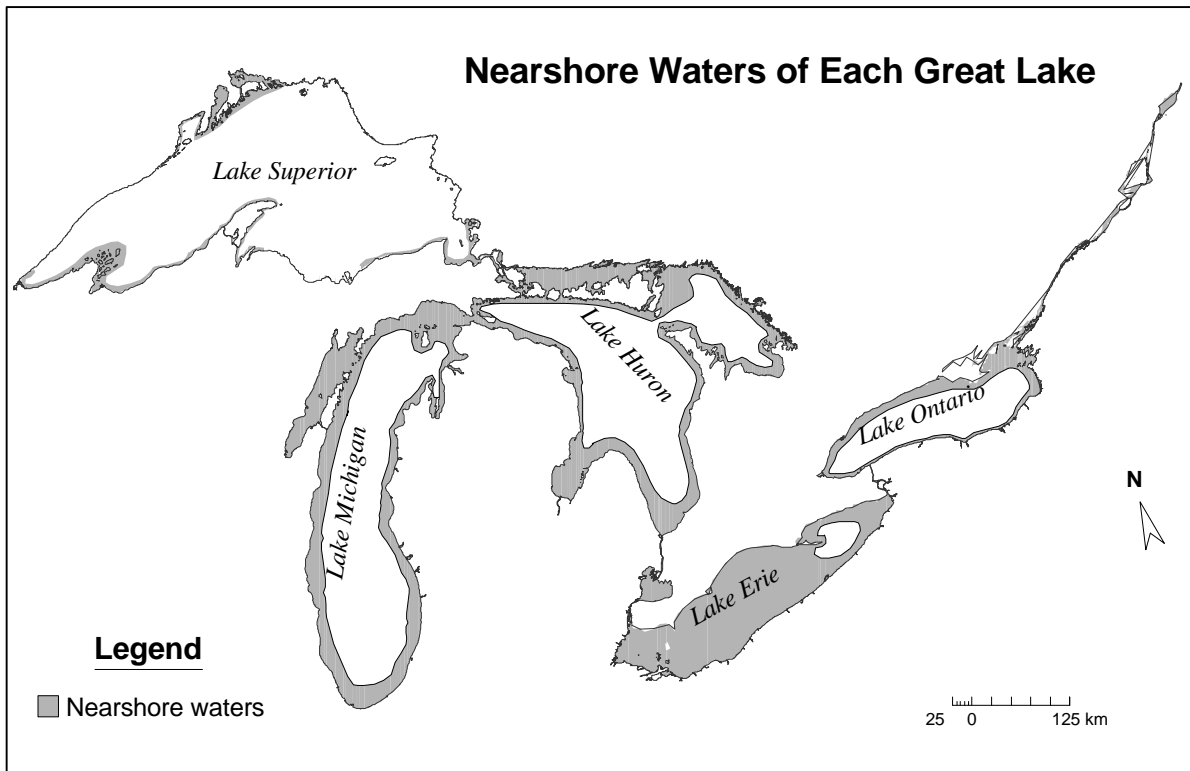 Nearshore Waters of Each Great Lake
Lake Superior
Lake Huron
Lake Ontario
Lake Michigan
N
Lake Erie
Legend
Nearshore waters
25 0 125 km